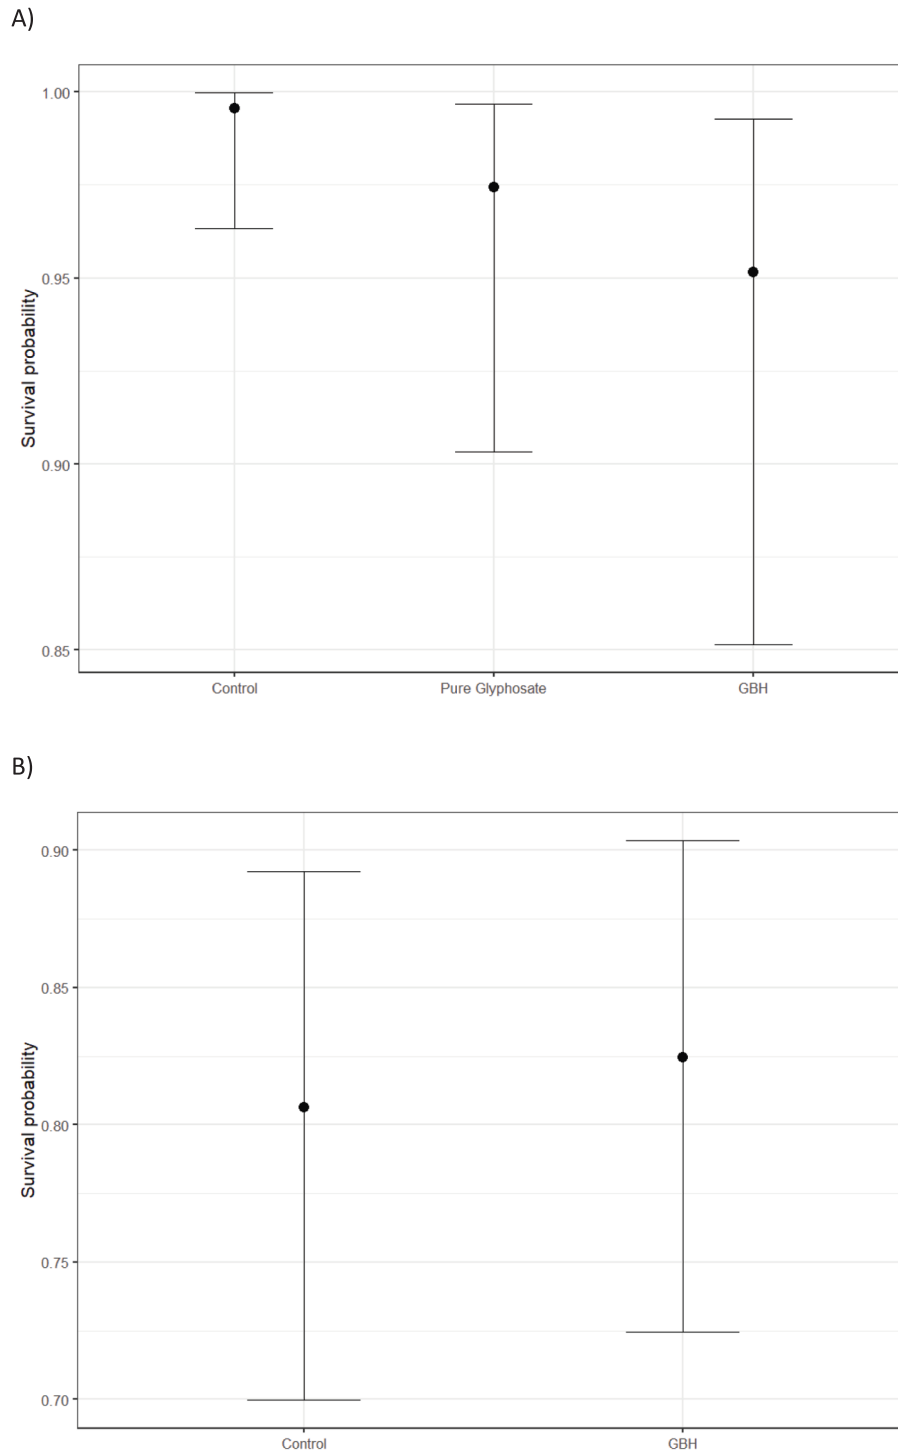 A)
Survival probability
1.00
0.95
0.90
0.85
Control Pure Glyphosate GBH
B)
Survival probability
0.90
0.85
0.80
0.75
0.70
Control GBH